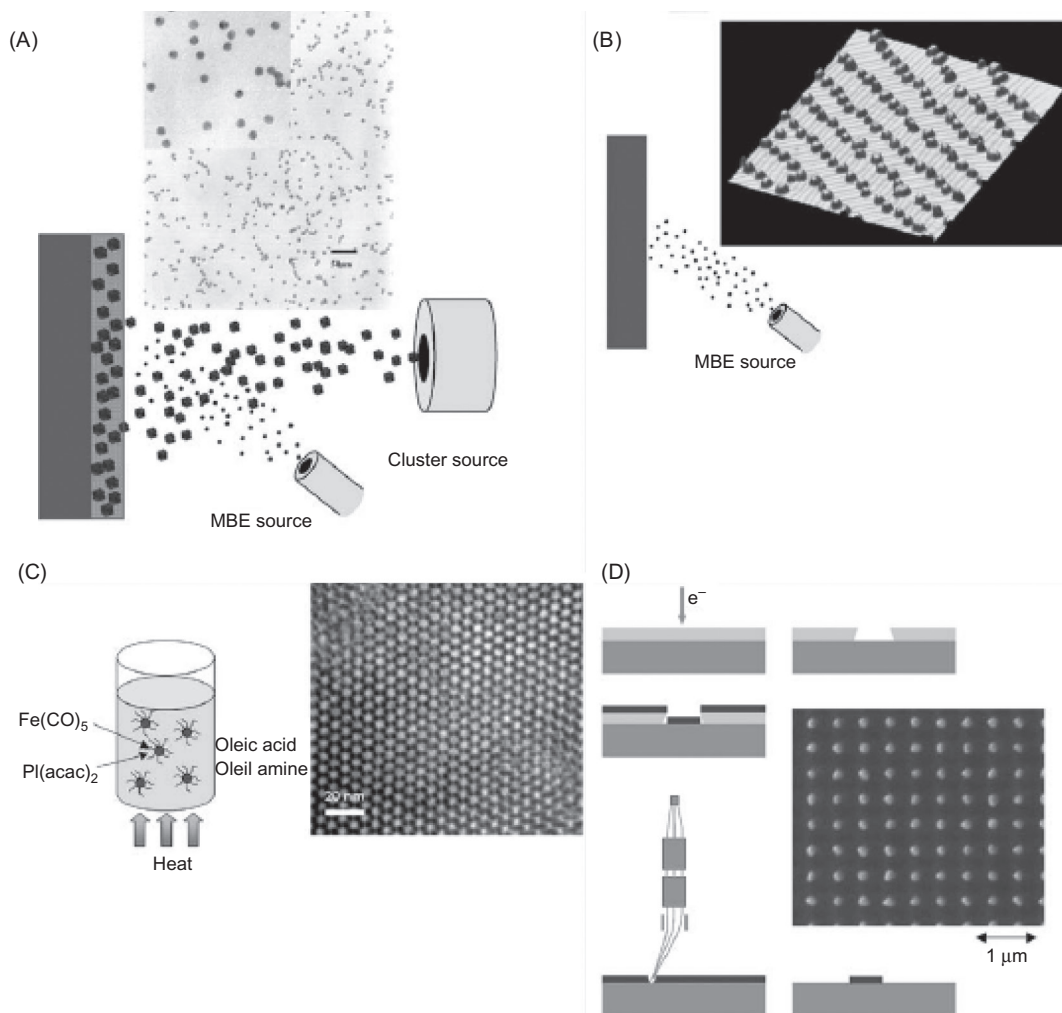 (A)
Cluster source
MBE source
(B)
MBE source
(C)
Fe(CO)5
Pl(acac)2
Oleic acid
Oleil amine
Heat
20 nm
(D)
e−
1 μm